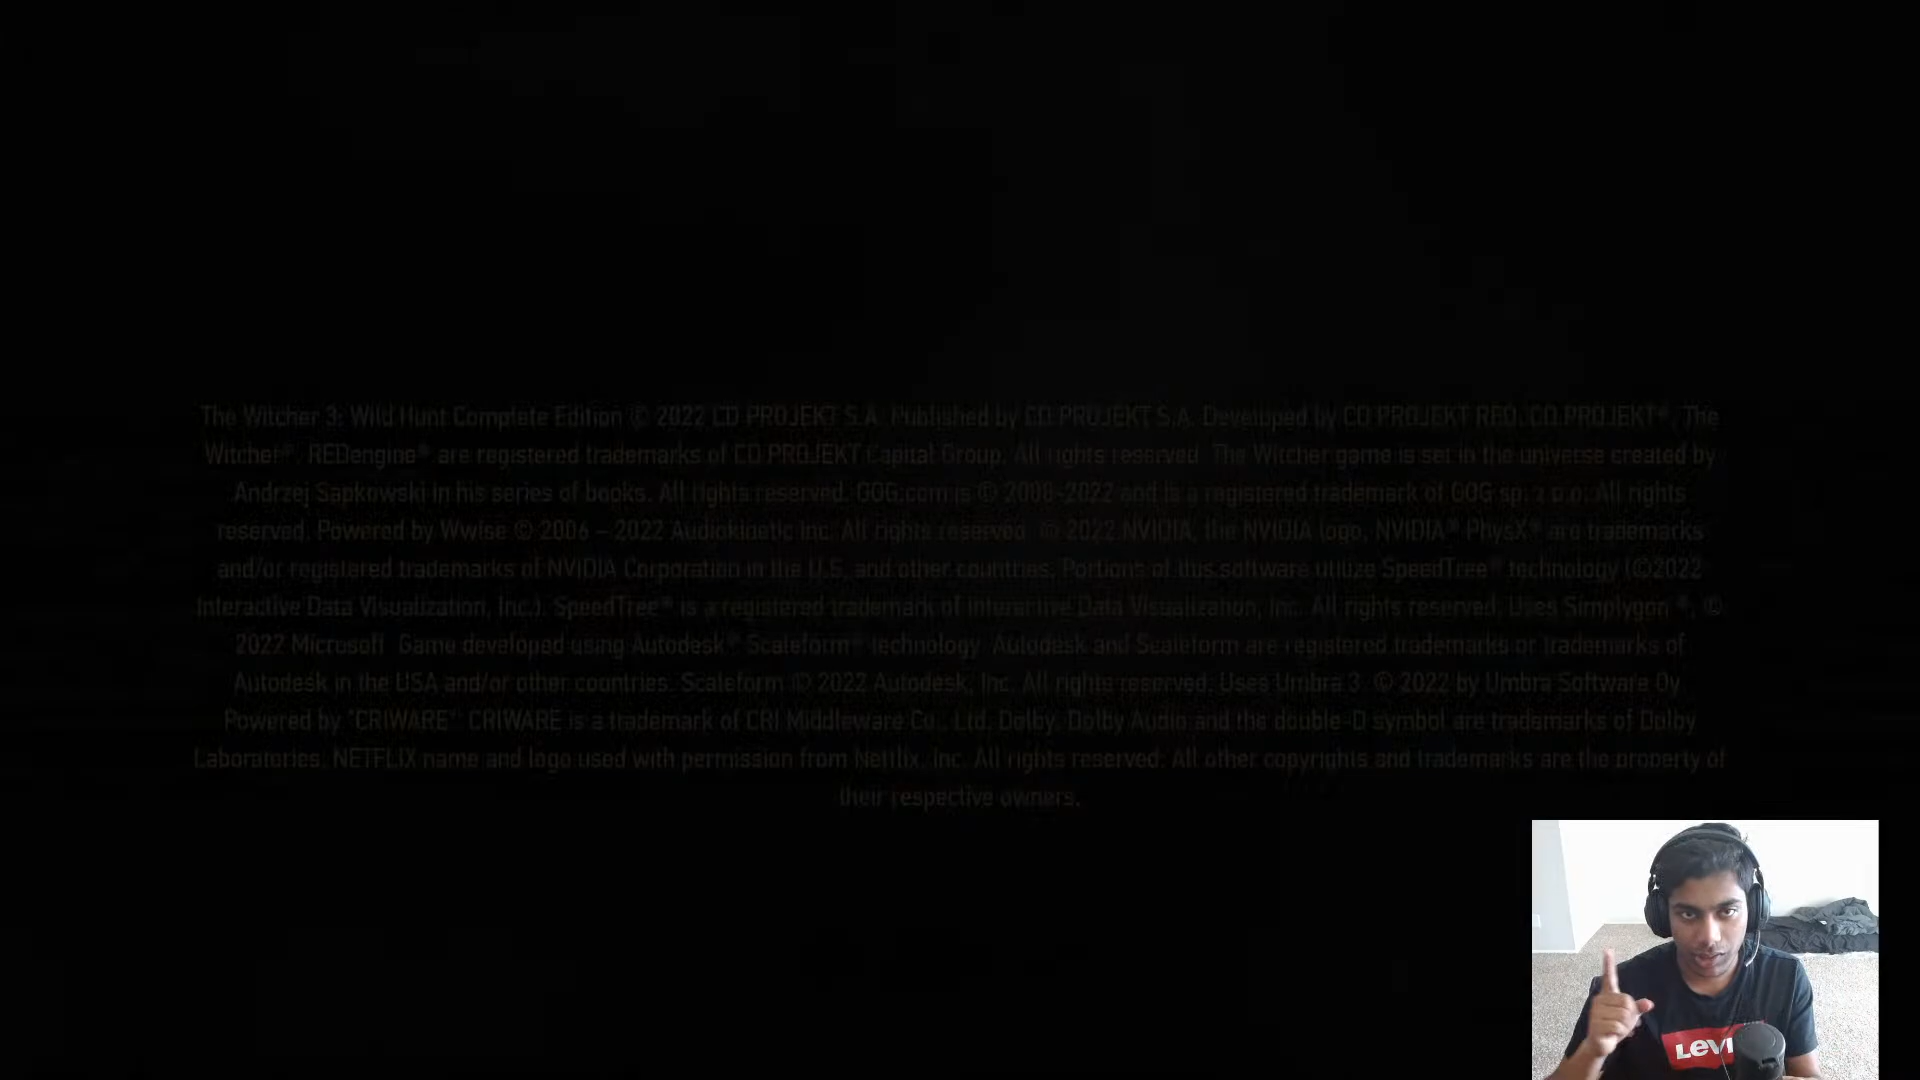 The Witcher 3: Wild Hunt Complete Edition © 2022 CD PROJEKT S.A. Published by CD PROJEKT S.A. Developed by CD PROJEKT RED. CD PROJEKT®, The
Witcher®, REDengine® are registered trademarks of CD PROJEKT Capital Group. All rights reserved. The Witcher game is set in the universe created by
Andrzej Sapkowski in his series of books. All rights reserved. GOG.com is © 2008-2022 and is a registered trademark of GOG sp. z o.o. All rights
reserved. Powered by Wwise © 2006 – 2022 Audiokinetic Inc. All rights reserved. © 2022 NVIDIA, the NVIDIA logo, NVIDIA® PhysX® are trademarks
and/or registered trademarks of NVIDIA Corporation in the U.S. and other countries. Portions of this software utilize SpeedTree® technology (©2022
Interactive Data Visualization, Inc.). SpeedTree® is a registered trademark of Interactive Data Visualization, Inc. All rights reserved. Uses Simplygon ®, ©
2022 Microsoft. Game developed using Autodesk® Scaleform® technology. Autodesk and Scaleform are registered trademarks or trademarks of
Autodesk in the USA and/or other countries. Scaleform © 2022 Autodesk, Inc. All rights reserved. Uses Umbra 3. © 2022 by Umbra Software Oy
Powered by "CRIWARE". CRIWARE is a trademark of CRI Middleware Co., Ltd. Dolby, Dolby Audio and the double-D symbol are trademarks of Dolby
Laboratories. NETFLIX name and logo used with permission from Netflix, Inc. All rights reserved. All other copyrights and trademarks are the property of
their respective owners.
LEVI